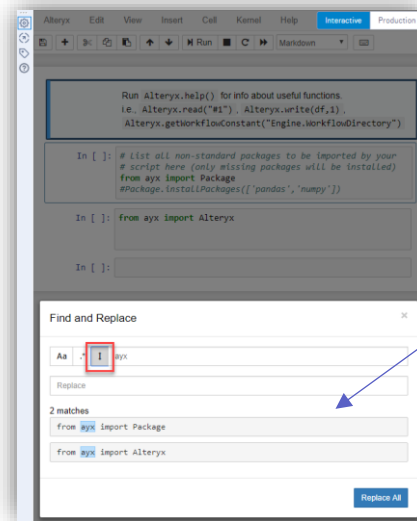 Alteryx Edit View Insert Cell Kernel Help Interactive Production
Run Markdown
Run Alteryx.help() for info about useful functions.
i.e., Alteryx.read("#1"), Alteryx.write(df,1),
Alteryx.getWorkflowConstant("Engine.WorkflowDirectory")
In [ ]: # List all non-standard packages to be imported by your
# script here (only missing packages will be installed)
from ayx import Package
#Package.installPackages(['pandas','numpy'])
In [ ]: from ayx import Alteryx
In [ ]:
Find and Replace ×
Aa .* I ayx
Replace
2 matches
from ayx import Package
from ayx import Alteryx
Replace All